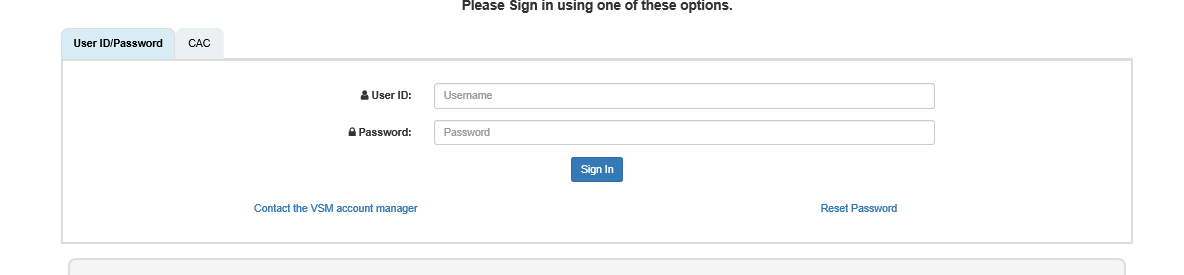 Please Sign in using one of these options.
User ID/Password CAC
User ID: Username
Password: Password
Sign In
Contact the VSM account manager Reset Password